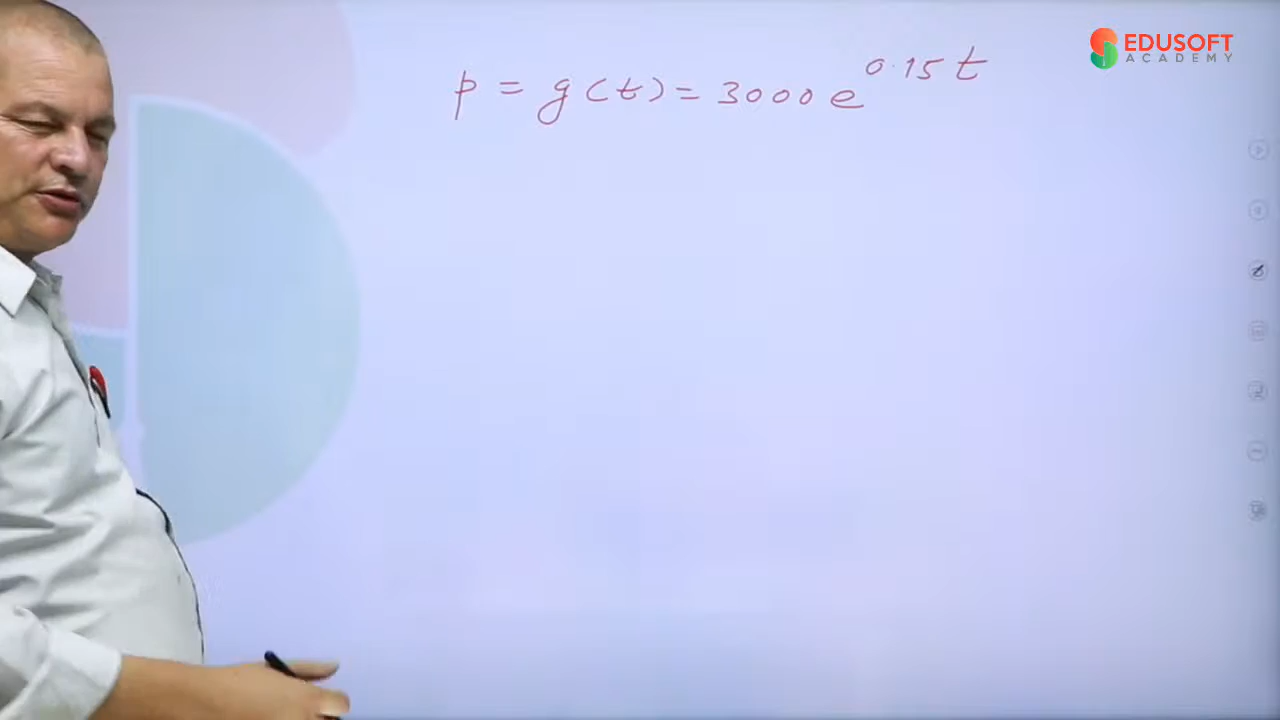 EDUSOFT
ACADEMY
p = g(t) = 3000 e^{0.15t}